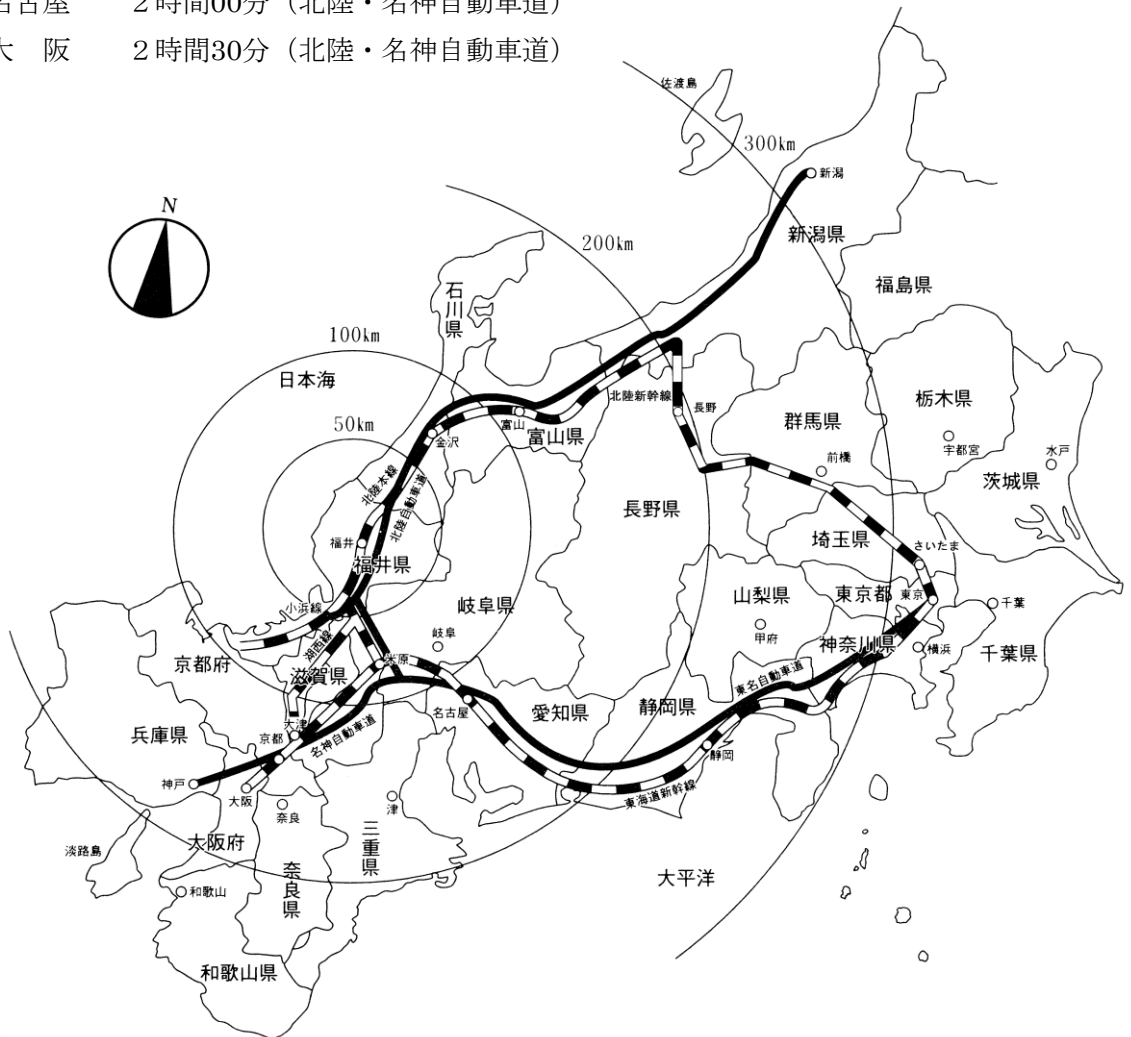 名古屋　2時間00分（北陸・名神自動車道）
大　阪　2時間30分（北陸・名神自動車道）
佐渡島
300km
新潟
N
200km
新潟県
福島県
石川県
100km
日本海
北陸新幹線
長野
栃木県
群馬県
50km
富山
富山県
金沢
宇都宮
水戸
前橋
茨城県
北陸本線
北陸自動車道
長野県
福井
福井県
埼玉県
さいたま
小浜線
岐阜県
山梨県
東京都
東京
千葉
岐阜
甲府
京都府
湖西線
滋賀県
米原
神奈川県
横浜
千葉県
東名自動車道
名古屋
愛知県
静岡県
兵庫県
大津
京都
名神自動車道
静岡
神戸
大阪
東海道新幹線
奈良
津
大阪府
三重県
淡路島
奈良県
大平洋
和歌山
和歌山県